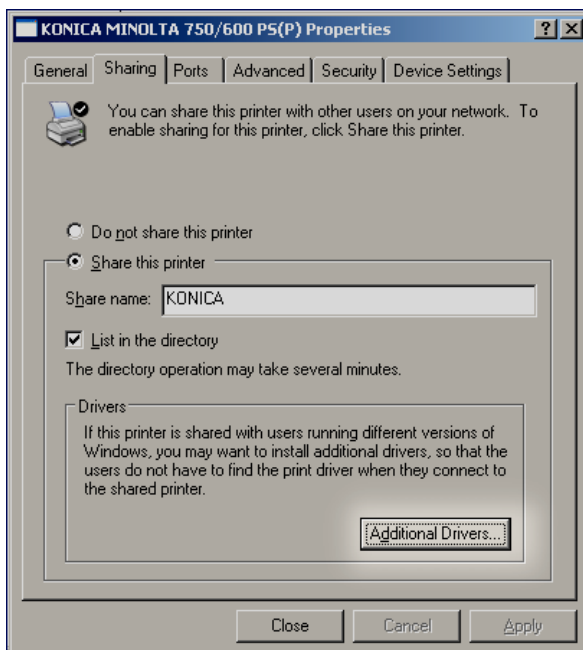 KONICA MINOLTA 750/600 PS(P) Properties
General Sharing Ports Advanced Security Device Settings
You can share this printer with other users on your network. To
enable sharing for this printer, click Share this printer.
Do not share this printer
Share this printer
Share name: KONICA
List in the directory
The directory operation may take several minutes.
Drivers
If this printer is shared with users running different versions of
Windows, you may want to install additional drivers, so that the
users do not have to find the print driver when they connect to
the shared printer.
Additional Drivers...
Close Cancel Apply